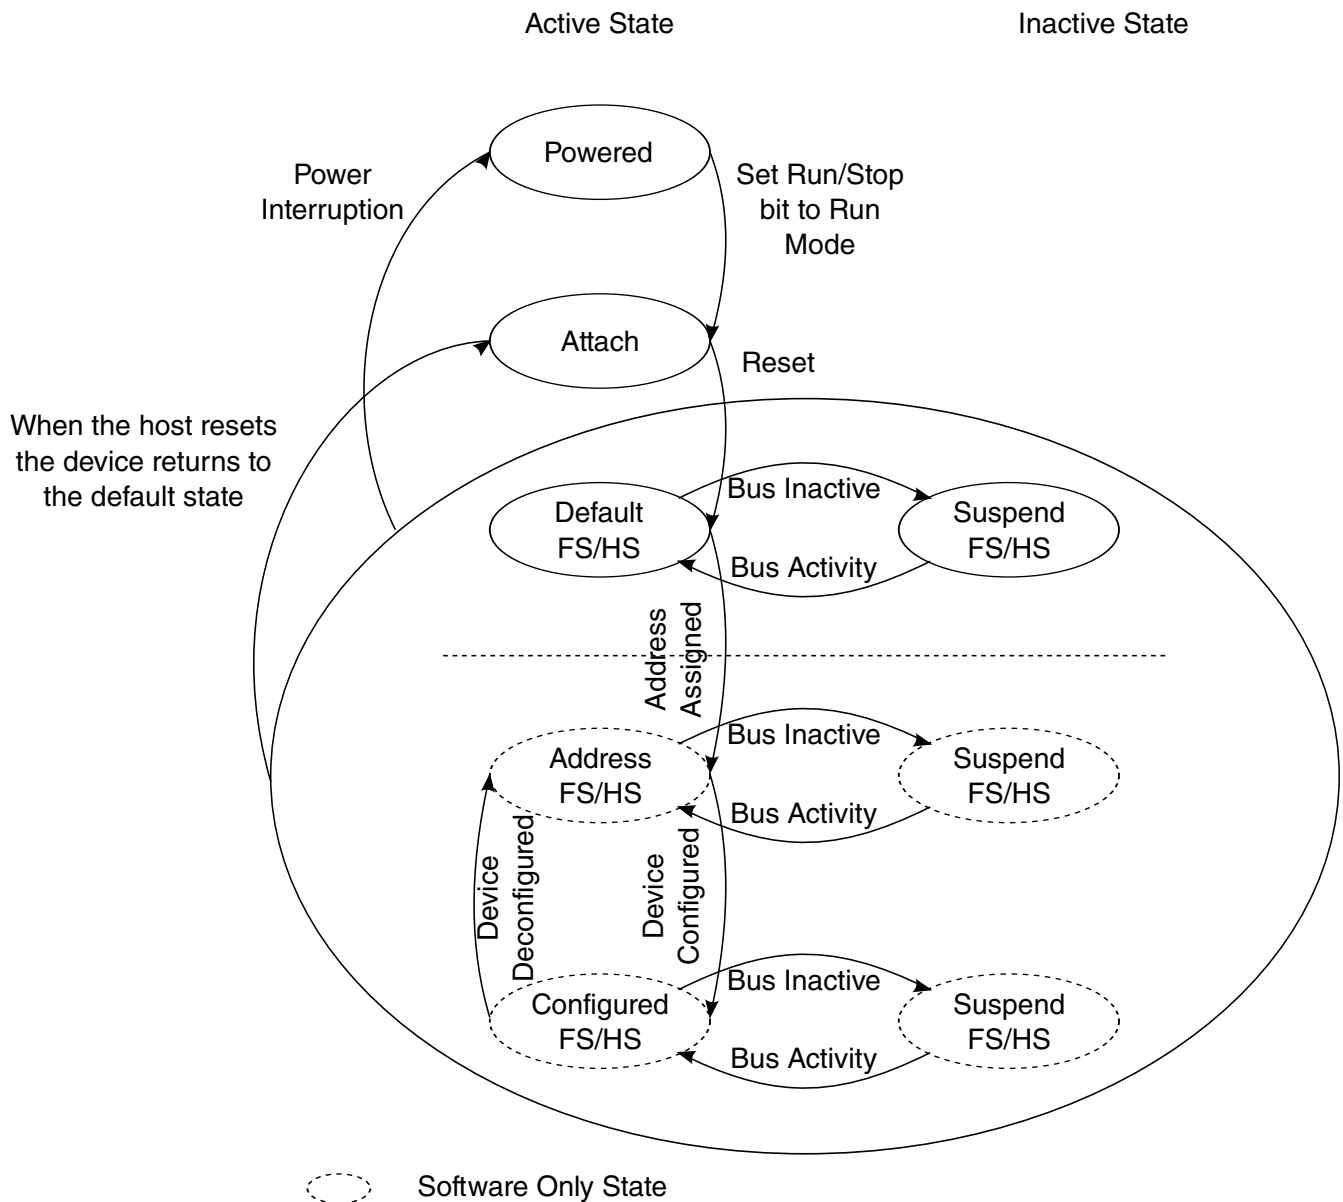 Active State
Inactive State
Powered
Power
Interruption
Set Run/Stop
bit to Run
Mode
Attach
Reset
When the host resets
the device returns to
the default state
Default
FS/HS
Bus Inactive
Bus Activity
Suspend
FS/HS
Address
Assigned
Address
FS/HS
Bus Inactive
Bus Activity
Suspend
FS/HS
Device
Deconfigured
Device
Configured
Configured
FS/HS
Bus Inactive
Bus Activity
Suspend
FS/HS
Software Only State